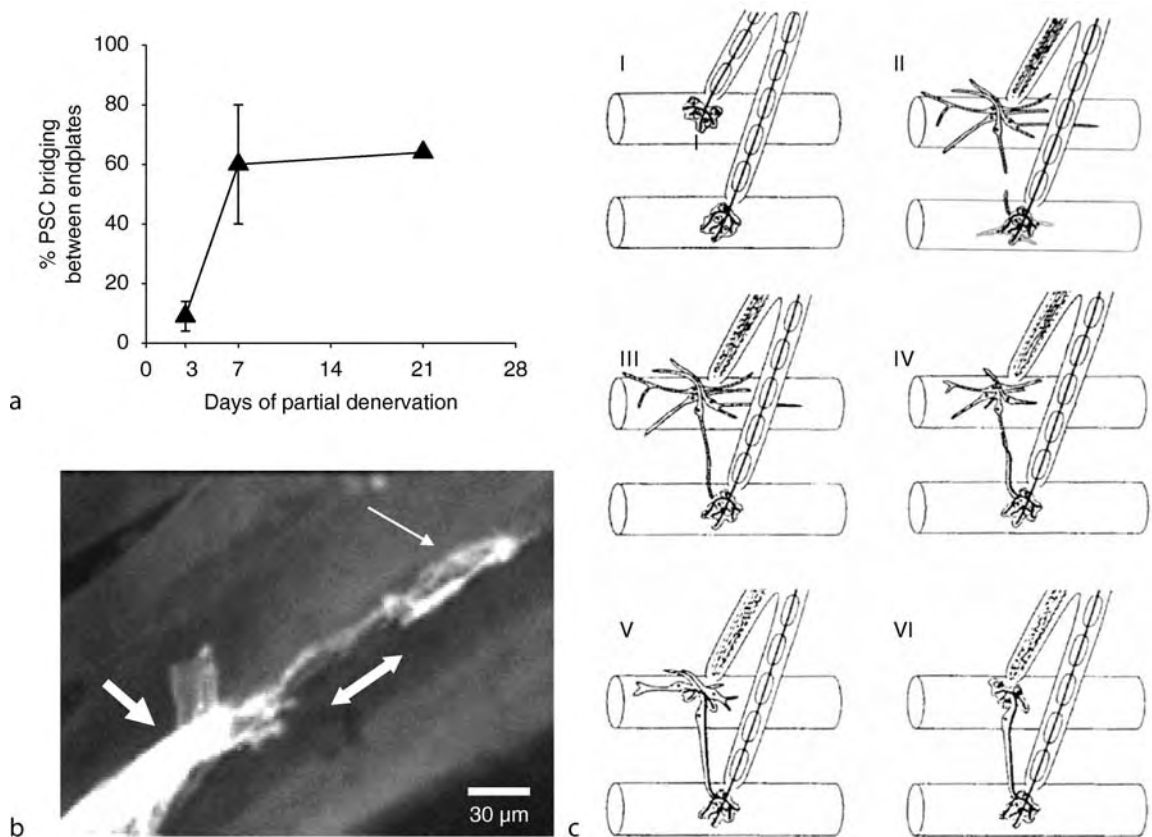 100
80
60
40
20
0
% PSC bridging
between endplates
0 3 7 14 21 28
Days of partial denervation
a
30 μm
b
I
II
III
IV
V
VI
c